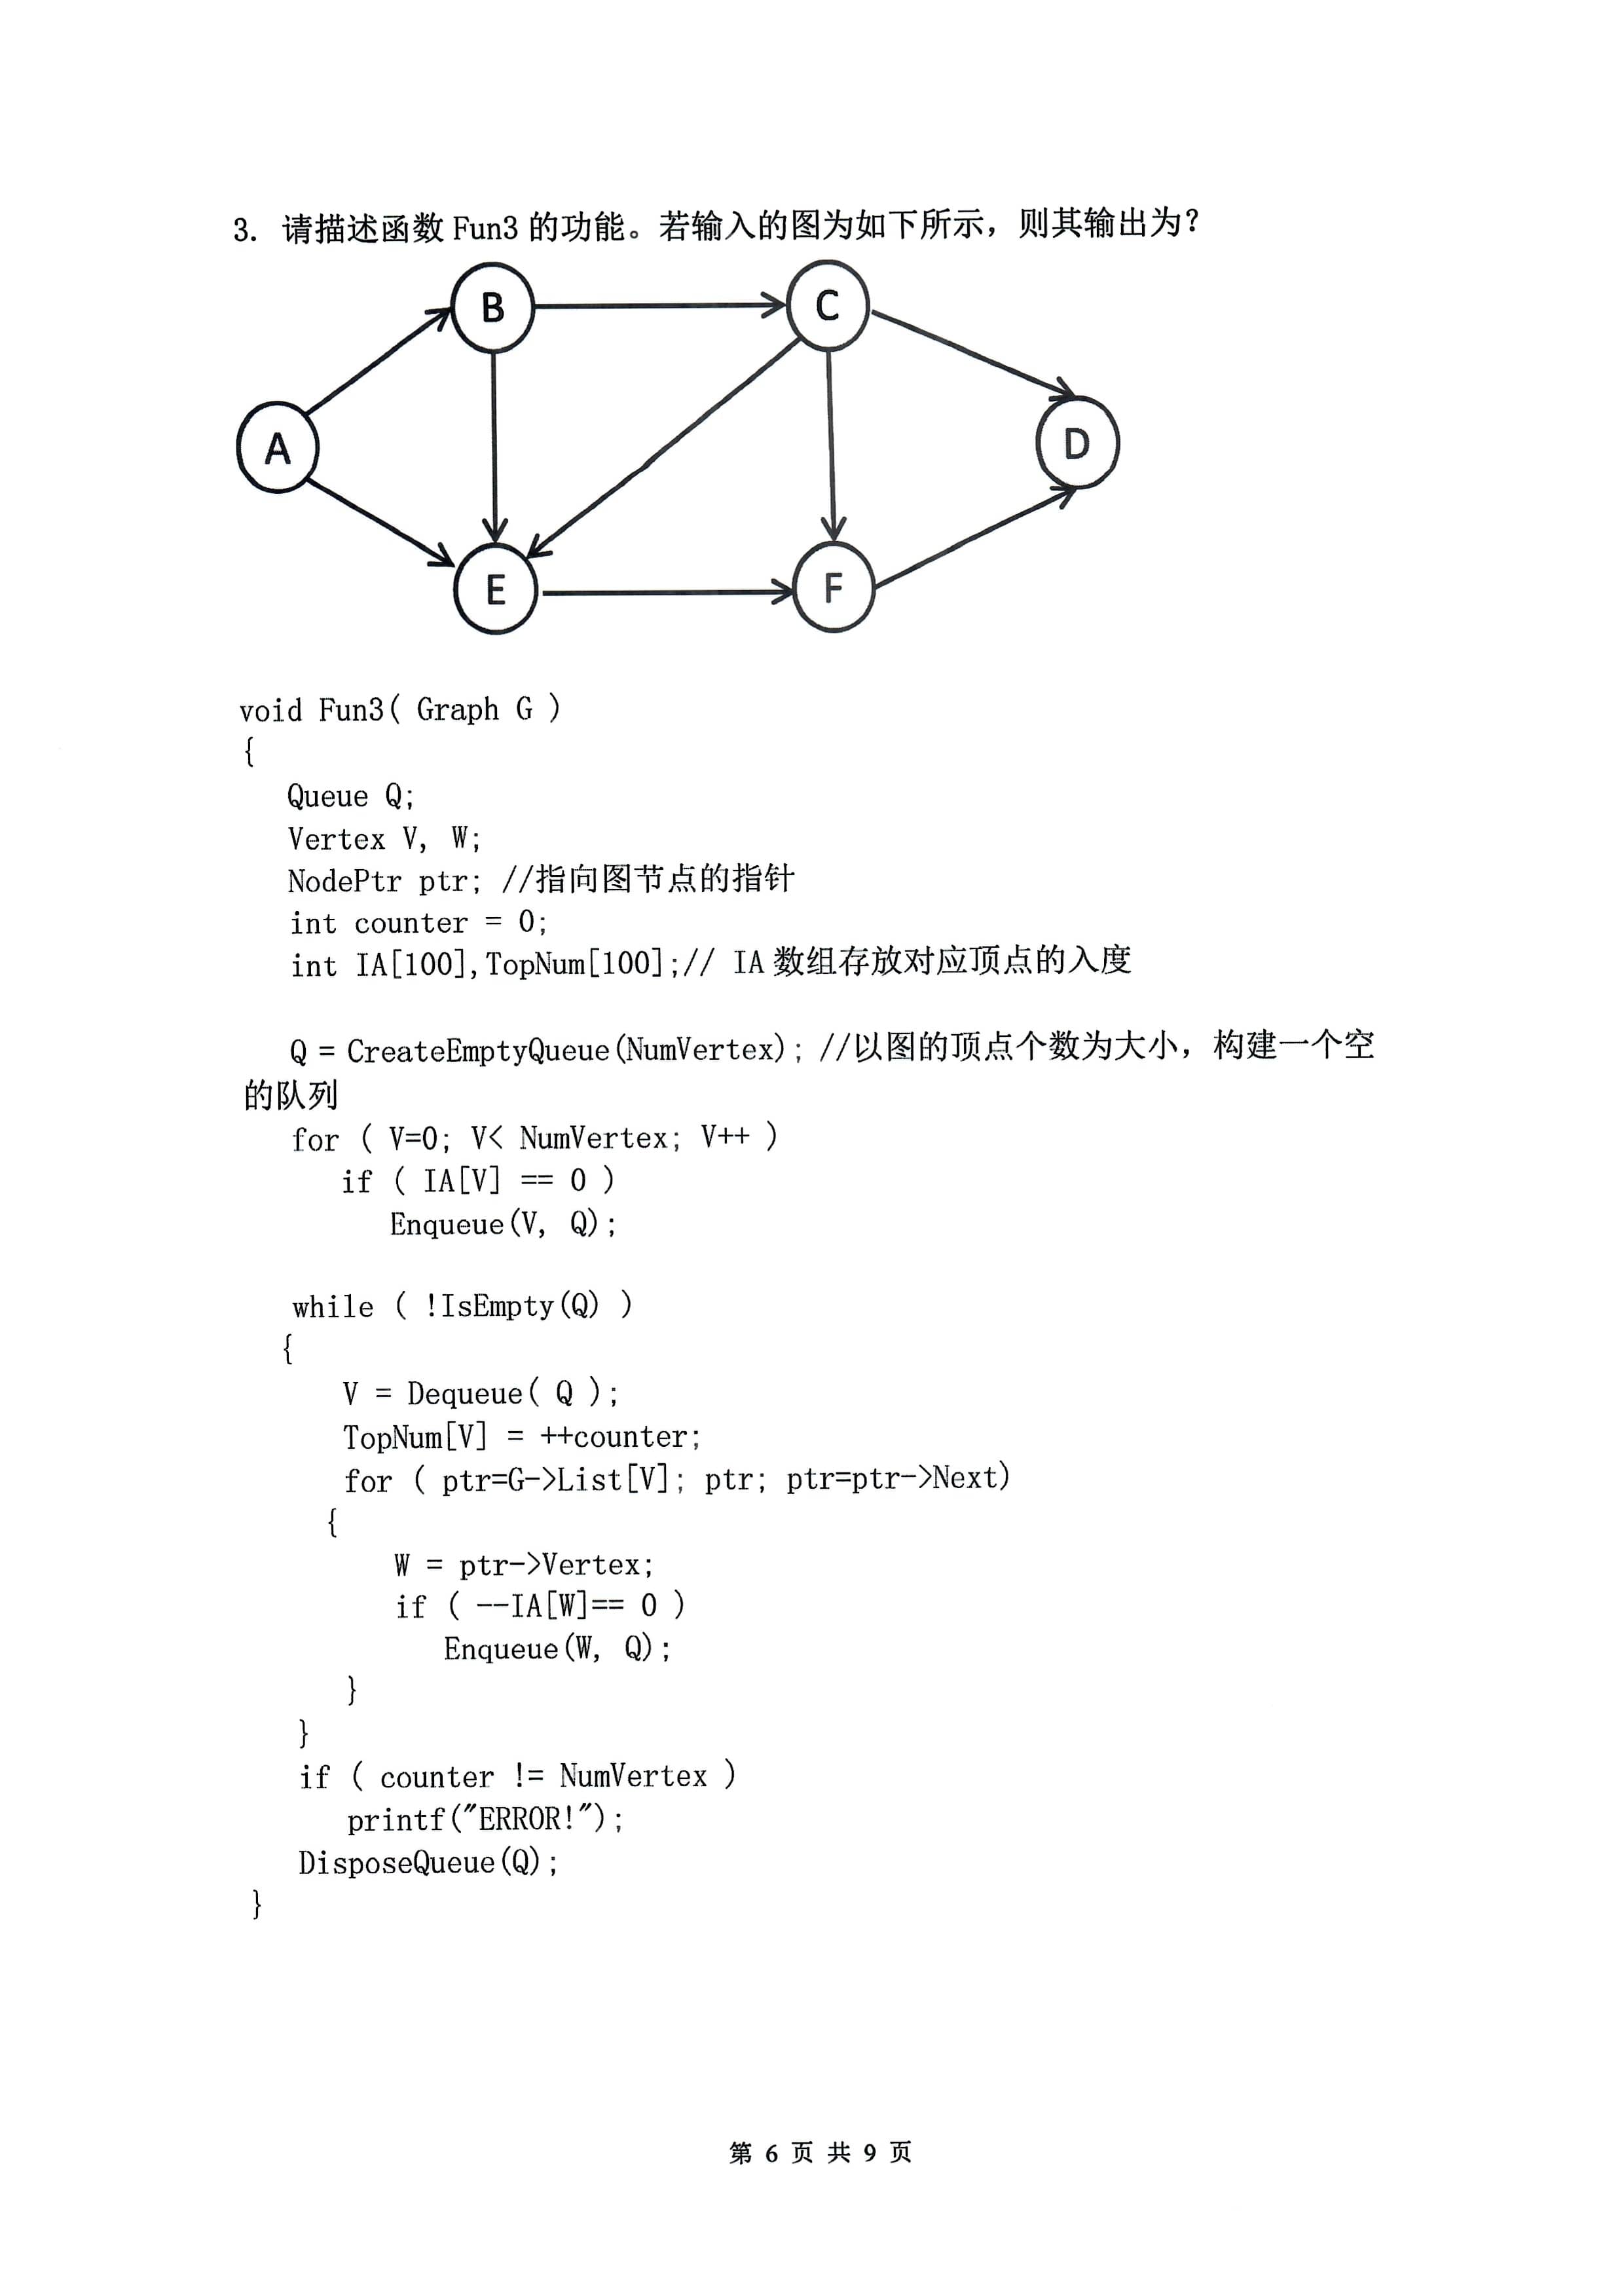 3. 请描述函数 Fun3 的功能。若输入的图为如下所示，则其输出为？
B
C
A
D
E
F
void Fun3( Graph G )
{
Queue Q;
Vertex V, W;
NodePtr ptr; //指向图节点的指针
int counter = 0;
int IA[100],TopNum[100];// IA 数组存放对应顶点的入度
Q = CreateEmptyQueue(NumVertex); //以图的顶点个数为大小，构建一个空
的队列
for ( V=0; V< NumVertex; V++ )
if ( IA[V] == 0 )
Enqueue(V, Q);
while ( !IsEmpty(Q) )
{
V = Dequeue( Q );
TopNum[V] = ++counter;
for ( ptr=G->List[V]; ptr; ptr=ptr->Next)
{
W = ptr->Vertex;
if ( --IA[W]== 0 )
Enqueue(W, Q);
}
}
if ( counter != NumVertex )
printf("ERROR!");
DisposeQueue(Q);
}
第 6 页 共 9 页